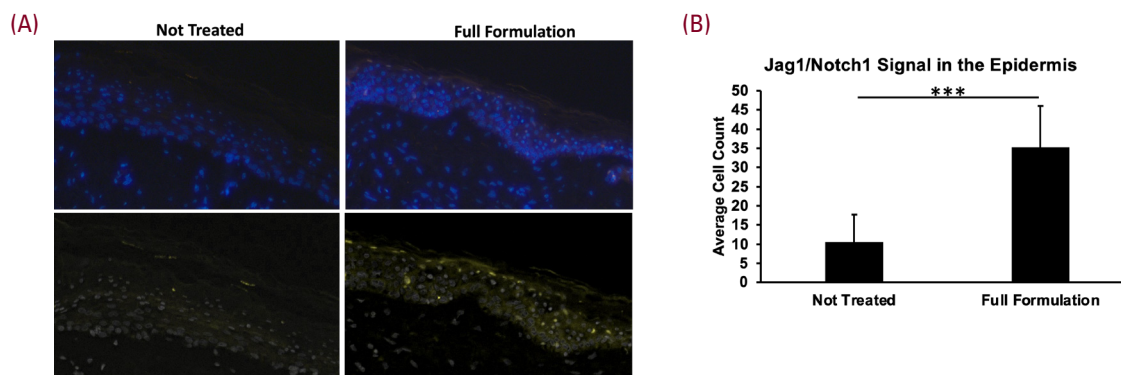 (A)
Not Treated
Full Formulation
(B)
Jag1/Notch1 Signal in the Epidermis
***
50
45
40
35
30
25
20
15
10
5
0
Average Cell Count
Not Treated
Full Formulation